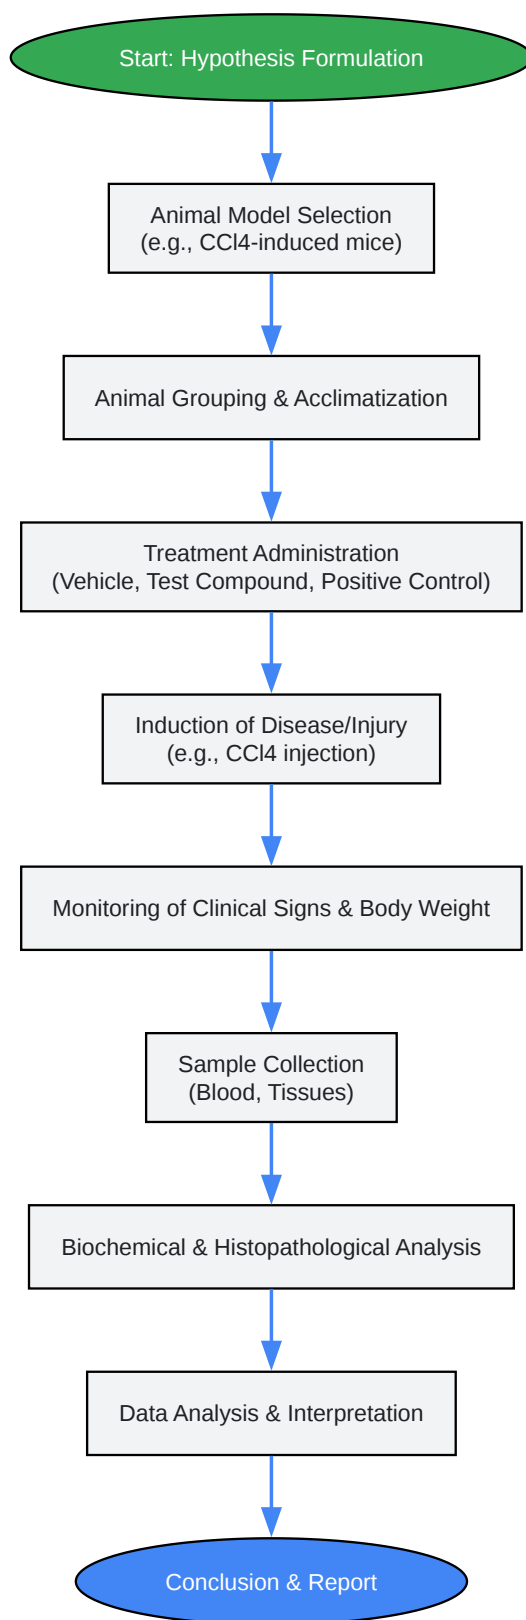 Start: Hypothesis Formulation
Animal Model Selection
(e.g., CCl4-induced mice)
Animal Grouping & Acclimatization
Treatment Administration
(Vehicle, Test Compound, Positive Control)
Induction of Disease/Injury
(e.g., CCl4 injection)
Monitoring of Clinical Signs & Body Weight
Sample Collection
(Blood, Tissues)
Biochemical & Histopathological Analysis
Data Analysis & Interpretation
Conclusion & Report